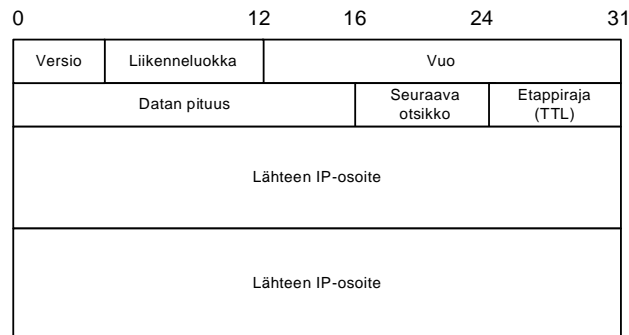 0 12 16 24 31
Versio Liikenneluokka Vuo
Datan pituus Seuraava otsikko Etappiraja (TTL)
Lähteen IP-osoite
Lähteen IP-osoite